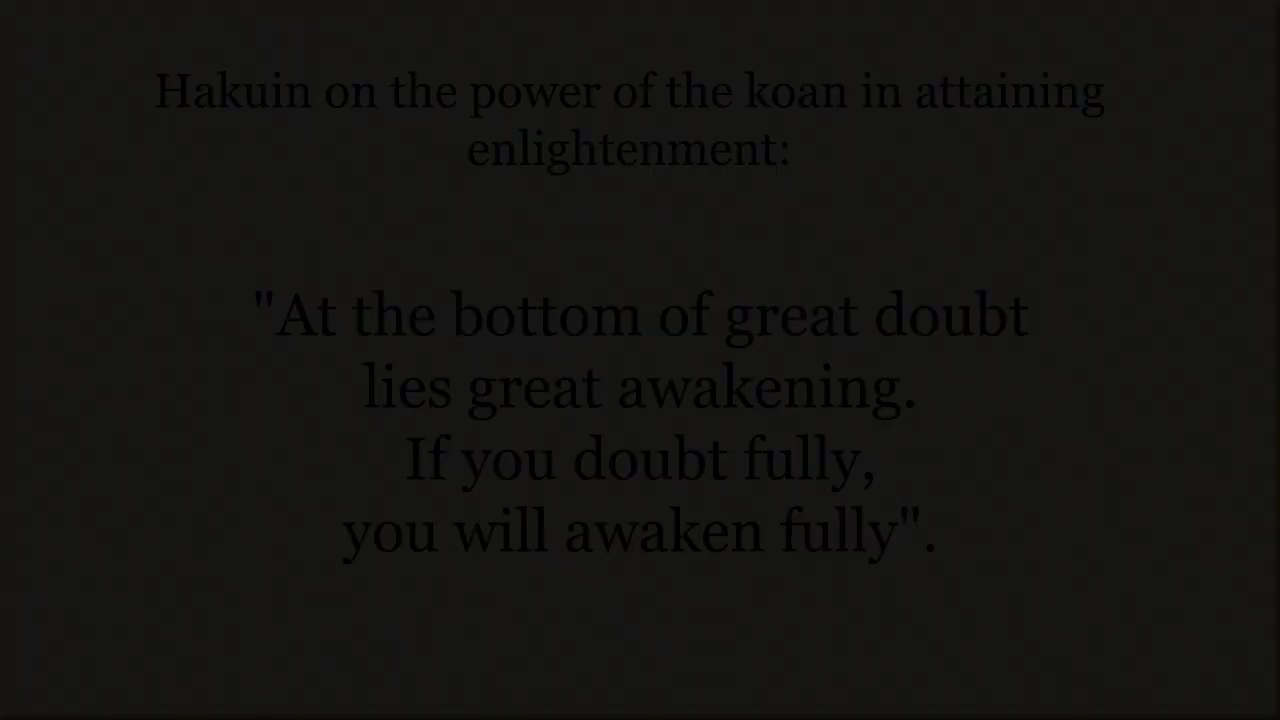 Hakuin on the power of the koan in attaining
enlightenment:
"At the bottom of great doubt
lies great awakening.
If you doubt fully,
you will awaken fully".